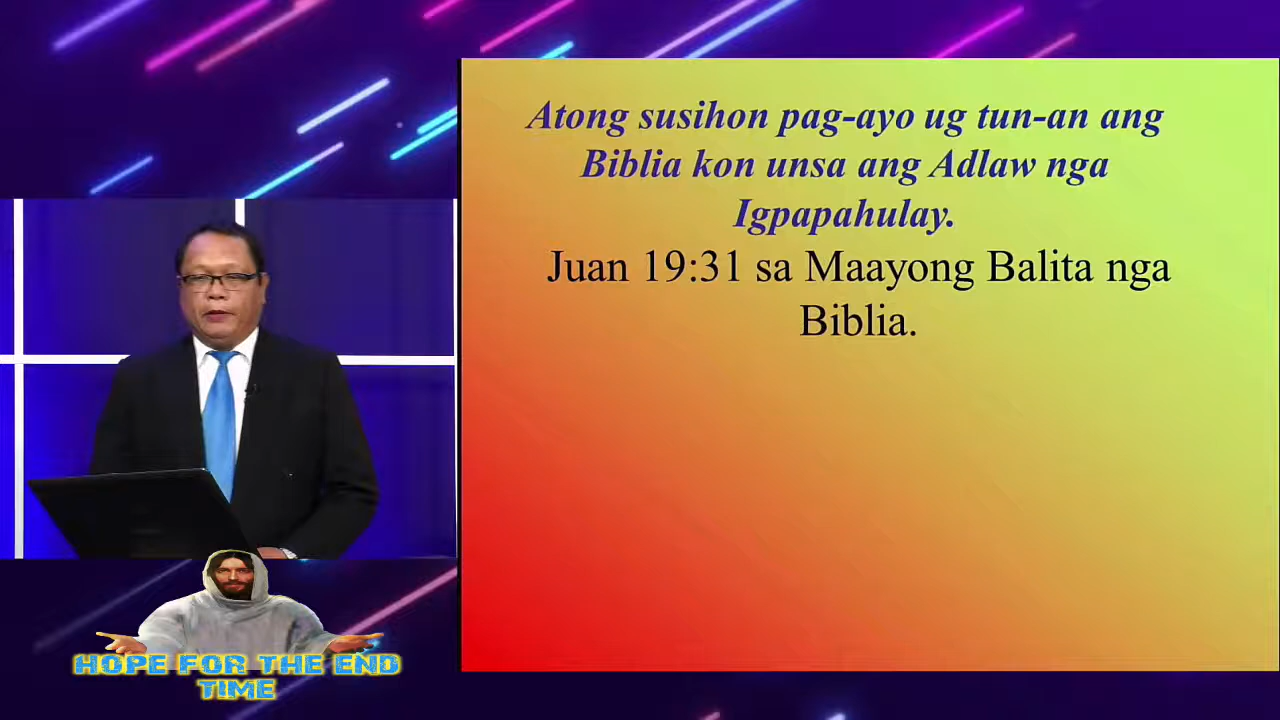 Atong susihon pag-ayo ug tun-an ang
Biblia kon unsa ang Adlaw nga
Igpapahulay.
Juan 19:31 sa Maayong Balita nga
Biblia.
HOPE FOR THE END
TIME